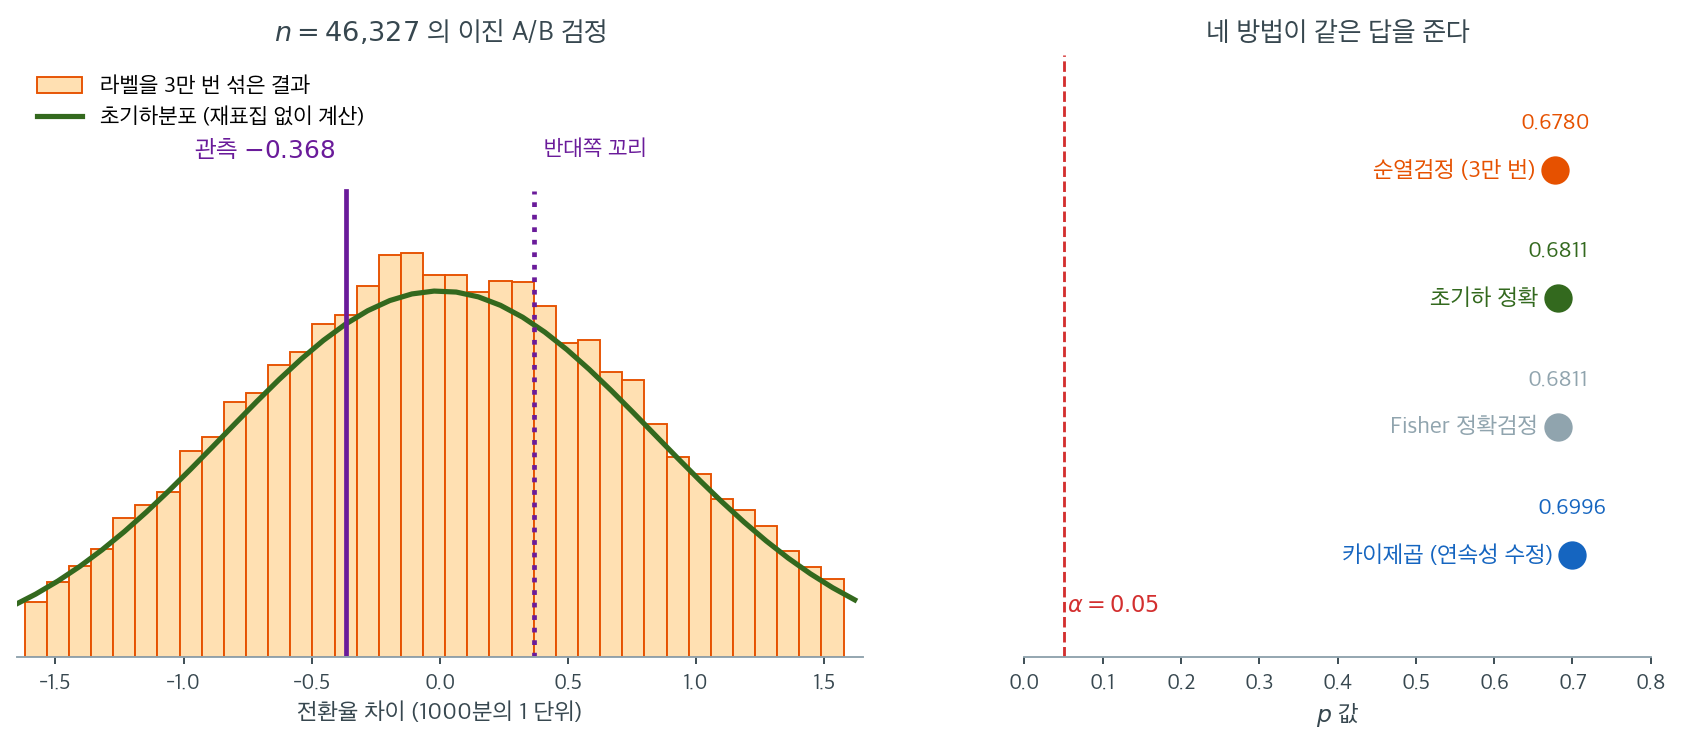 n = 46,327 의 이진 A/B 검정
라벨을 3만 번 섞은 결과
초기하분포 (재표집 없이 계산)
관측 −0.368
반대쪽 꼬리
-1.5
-1.0
-0.5
0.0
0.5
1.0
1.5
전환율 차이 (1000분의 1 단위)
네 방법이 같은 답을 준다
0.6780
순열검정 (3만 번)
0.6811
초기하 정확
0.6811
Fisher 정확검정
0.6996
카이제곱 (연속성 수정)
α = 0.05
0.0
0.1
0.2
0.3
0.4
0.5
0.6
0.7
0.8
p 값